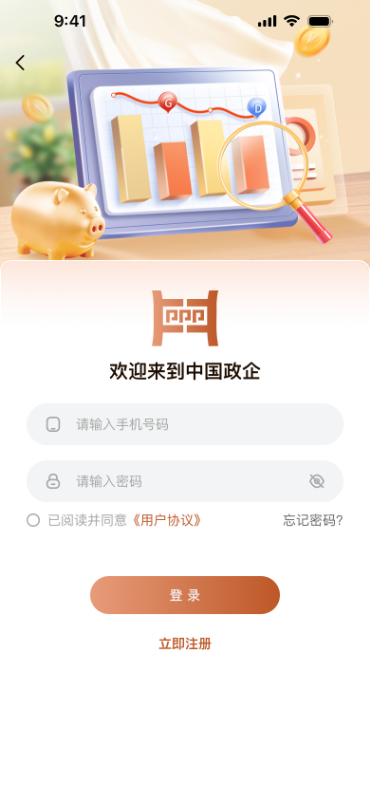 9:41
G
D
PPP
欢迎来到中国政企
请输入手机号码
请输入密码
已阅读并同意《用户协议》
忘记密码?
登录
立即注册